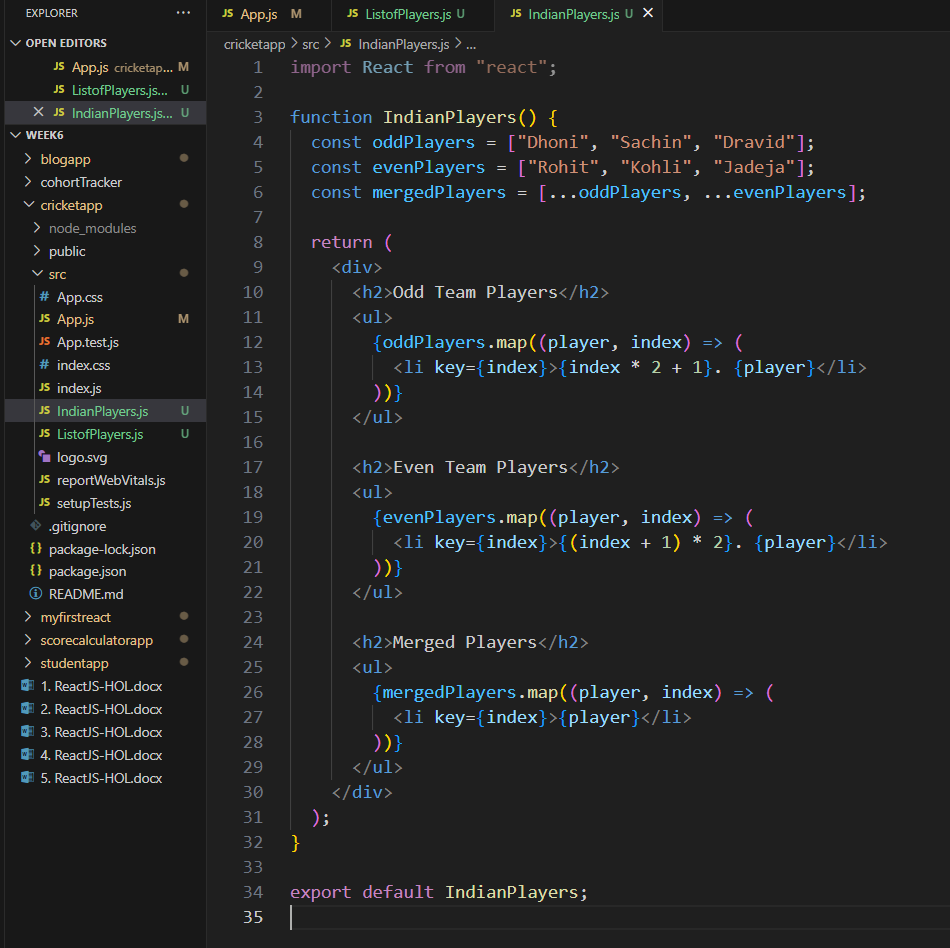 EXPLORER ...
OPEN EDITORS
JS App.js cricketap... M
JS ListofPlayers.js... U
JS IndianPlayers.js... U
WEEK6
blogapp
cohortTracker
cricketapp
node_modules
public
src
# App.css
JS App.js M
JS App.test.js
# index.css
JS index.js
JS IndianPlayers.js U
JS ListofPlayers.js U
logo.svg
JS reportWebVitals.js
JS setupTests.js
.gitignore
{} package-lock.json
{} package.json
README.md
myfirstreact
scorecalculatorapp
studentapp
1. ReactJS-HOL.docx
2. ReactJS-HOL.docx
3. ReactJS-HOL.docx
4. ReactJS-HOL.docx
5. ReactJS-HOL.docx
JS App.js M JS ListofPlayers.js U JS IndianPlayers.js U
cricketapp > src > JS IndianPlayers.js > ...
1 import React from "react";
2
3 function IndianPlayers() {
4 const oddPlayers = ["Dhoni", "Sachin", "Dravid"];
5 const evenPlayers = ["Rohit", "Kohli", "Jadeja"];
6 const mergedPlayers = [...oddPlayers, ...evenPlayers];
7
8 return (
9 <div>
10 <h2>Odd Team Players</h2>
11 <ul>
12 {oddPlayers.map((player, index) => (
13 <li key={index}>{index * 2 + 1}. {player}</li>
14 ))}
15 </ul>
16
17 <h2>Even Team Players</h2>
18 <ul>
19 {evenPlayers.map((player, index) => (
20 <li key={index}>{(index + 1) * 2}. {player}</li>
21 ))}
22 </ul>
23
24 <h2>Merged Players</h2>
25 <ul>
26 {mergedPlayers.map((player, index) => (
27 <li key={index}>{player}</li>
28 ))}
29 </ul>
30 </div>
31 );
32 }
33
34 export default IndianPlayers;
35